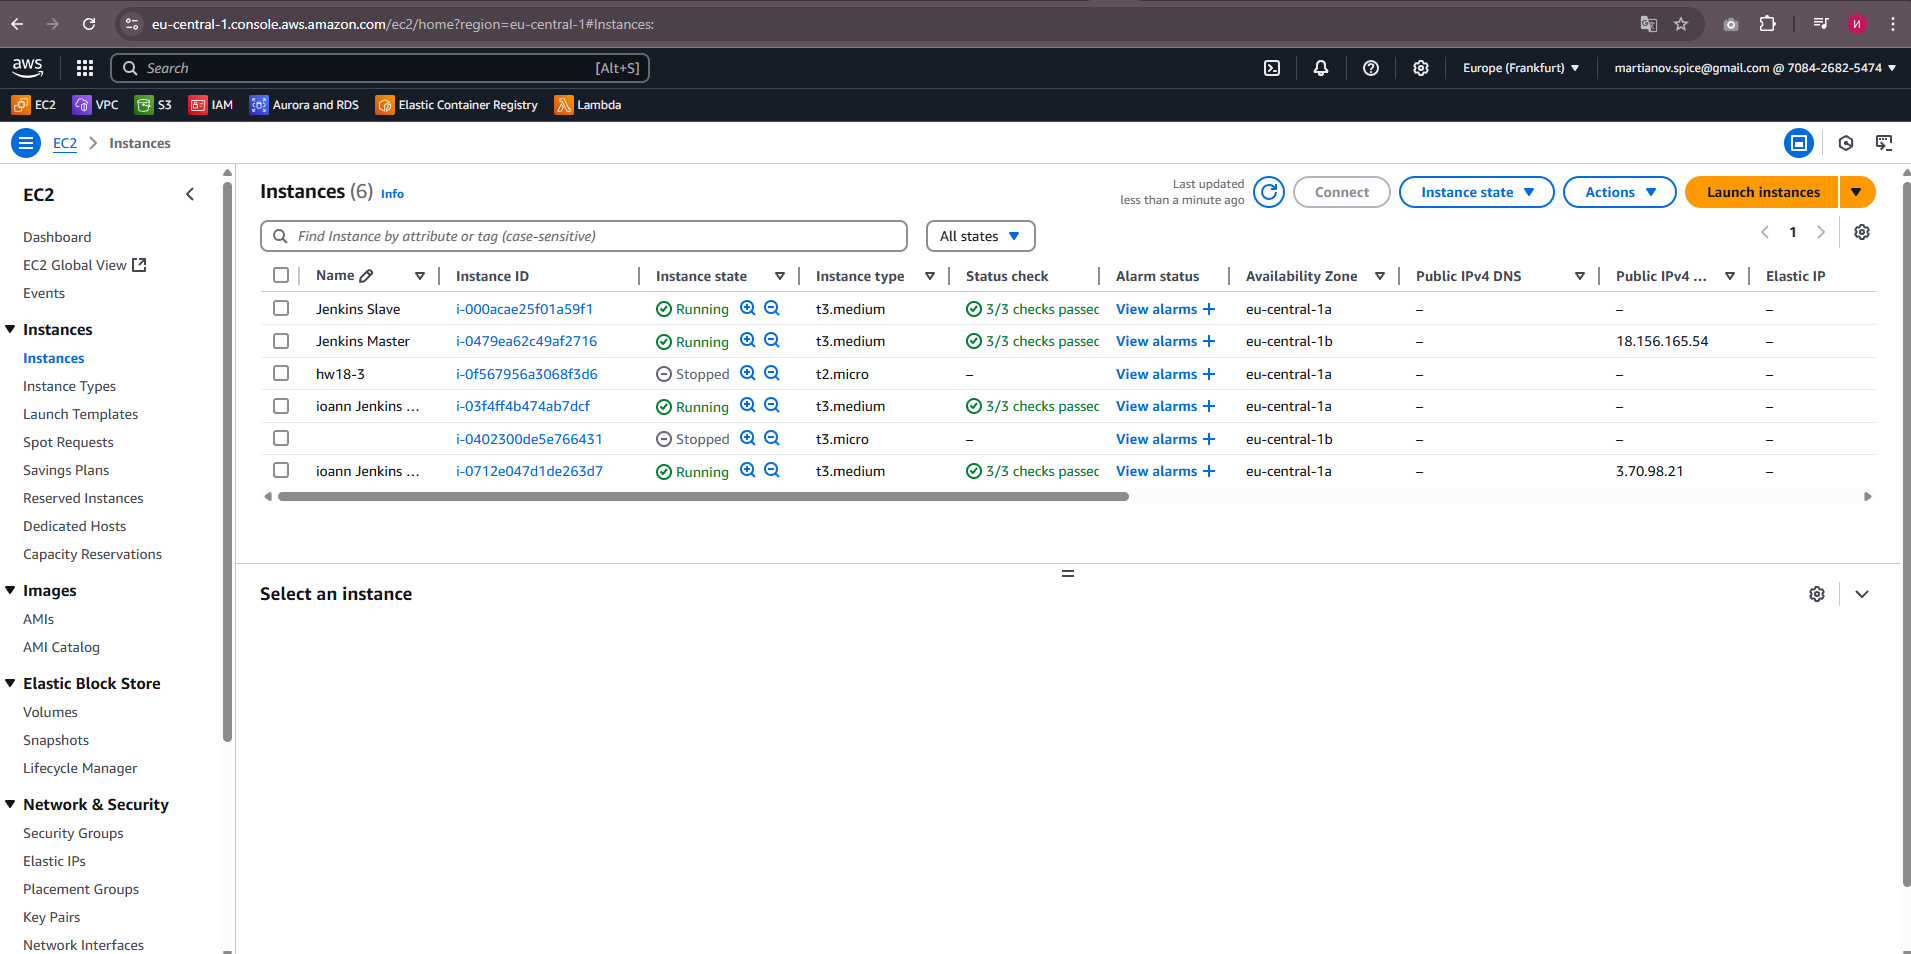 eu-central-1.console.aws.amazon.com/ec2/home?region=eu-central-1#Instances:
И
aws
Search [Alt+S]
Europe (Frankfurt)
martianov.spice@gmail.com @ 7084-2682-5474
EC2 VPC S3 IAM Aurora and RDS Elastic Container Registry Lambda
EC2 Instances
EC2
Dashboard
EC2 Global View
Events
Instances
Instances
Instance Types
Launch Templates
Spot Requests
Savings Plans
Reserved Instances
Dedicated Hosts
Capacity Reservations
Images
AMIs
AMI Catalog
Elastic Block Store
Volumes
Snapshots
Lifecycle Manager
Network & Security
Security Groups
Elastic IPs
Placement Groups
Key Pairs
Network Interfaces
Instances (6) Info
Last updated
less than a minute ago
Connect
Instance state
Actions
Launch instances
Find Instance by attribute or tag (case-sensitive)
All states
1
Name Instance ID Instance state Instance type Status check Alarm status Availability Zone Public IPv4 DNS Public IPv4 ... Elastic IP
Jenkins Slave i-000acae25f01a59f1 Running t3.medium 3/3 checks passec View alarms + eu-central-1a – – –
Jenkins Master i-0479ea62c49af2716 Running t3.medium 3/3 checks passec View alarms + eu-central-1b – 18.156.165.54 –
hw18-3 i-0f567956a3068f3d6 Stopped t2.micro – View alarms + eu-central-1a – – –
ioann Jenkins ... i-03f4ff4b474ab7dcf Running t3.medium 3/3 checks passec View alarms + eu-central-1a – – –
i-0402300de5e766431 Stopped t3.micro – View alarms + eu-central-1b – – –
ioann Jenkins ... i-0712e047d1de263d7 Running t3.medium 3/3 checks passec View alarms + eu-central-1a – 3.70.98.21 –
Select an instance